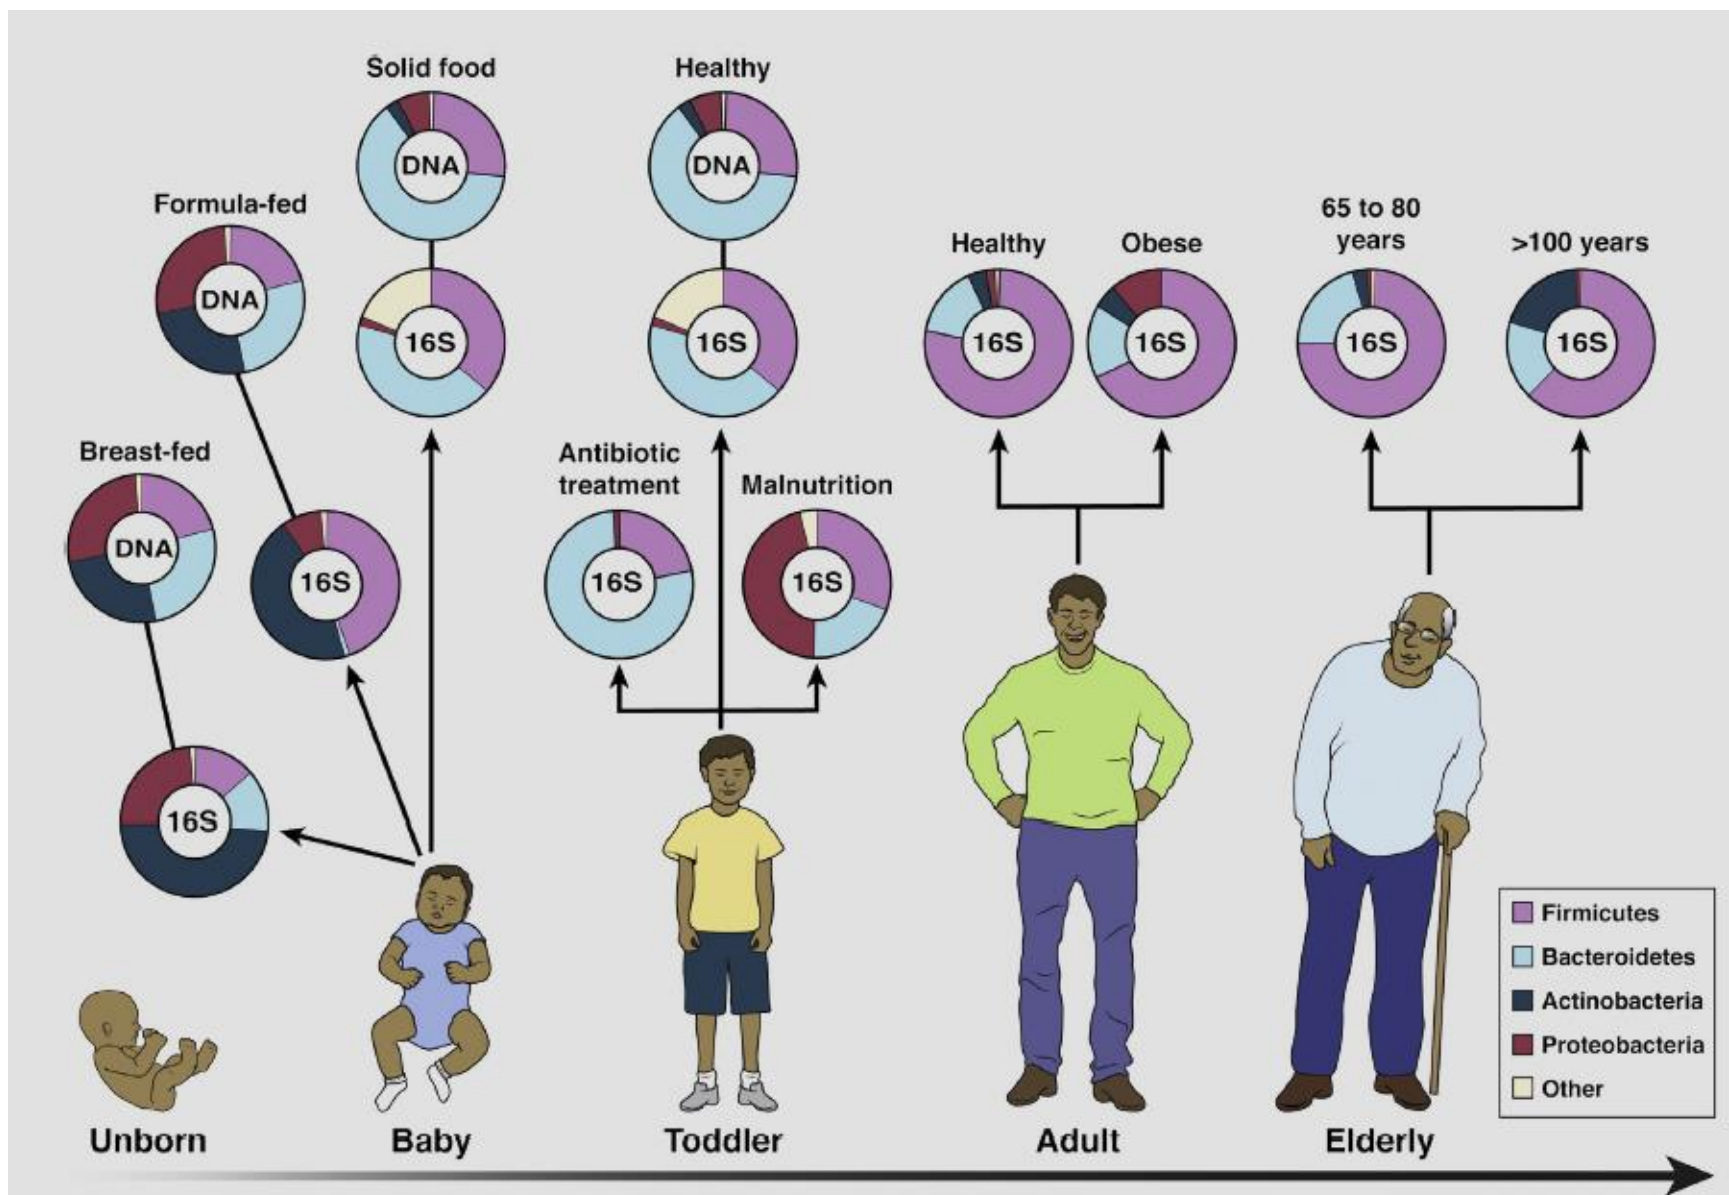 Solid food
DNA
16S
Healthy
DNA
16S
Formula-fed
DNA
16S
Breast-fed
DNA
16S
Antibiotic
treatment
16S
Malnutrition
16S
Healthy
16S
Obese
16S
65 to 80
years
16S
>100 years
16S
Firmicutes
Bacteroidetes
Actinobacteria
Proteobacteria
Other
Unborn
Baby
Toddler
Adult
Elderly